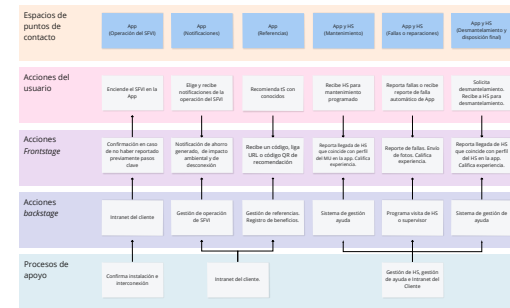 Espacios de
puntos de
contacto
App
(Operación del SFVI)
App
(Notificaciones)
App
(Referencias)
App y HS
(Mantenimiento)
App y HS
(Fallas o reparaciones)
App y HS
(Desmantelamiento y
disposición final)
Acciones del
usuario
Enciende el SFVI en la
App
Elige y recibe
notificaciones de la
operación del SFVI
Recomienda IS con
conocidos
Recibe HS para
mantenimiento
programado
Reporta fallas o recibe
reporte de falla
automático de App
Solicita
desmantelamiento.
Recibe a HS para
desmantelamiento.
Acciones
Frontstage
Confirmación en caso
de no haber reportado
previamente pasos
clave
Notificación de ahorro
generado, de impacto
ambiental y de
desconexión
Recibe un código, liga
URL o código QR de
recomendación
Reporta llegada de HS
que coincide con perfil
del MU en la app. Califica
experiencia.
Reporte de fallas. Envío
de fotos. Califica
experiencia.
Reporta llegada de HS
que coincide con perfil
del HS en la app. Califica
experiencia.
Acciones
backstage
Intranet del cliente
Gestión de operación
de SFVI
Gestión de referencias.
Registro de beneficios.
Sistema de gestión de
ayuda
Programa visita de HS
o supervisor
Sistema de gestión de
ayuda
Procesos de
apoyo
Confirma instalación e
interconexión
Intranet del cliente.
Gestión de HS, gestión
de ayuda e Intranet del
Cliente